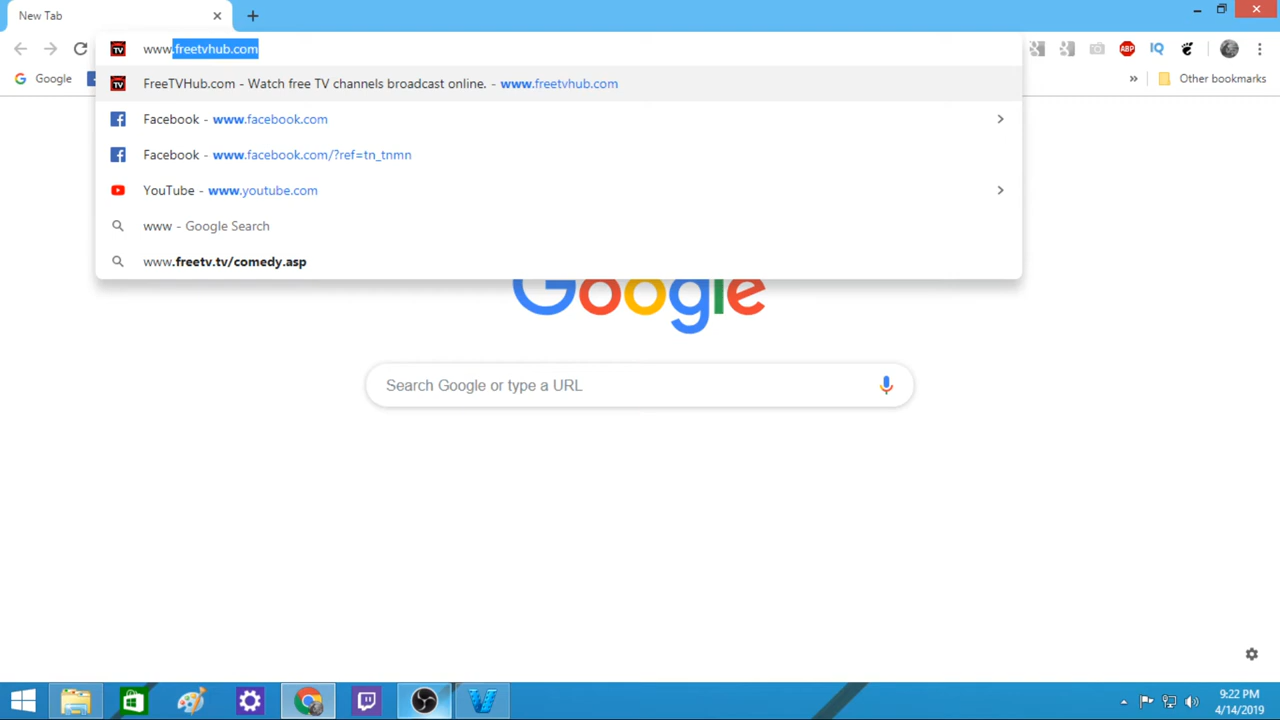 New Tab
www.freetvhub.com
ABP
IQ
Google
Other bookmarks
FreeTVHub.com - Watch free TV channels broadcast online. - www.freetvhub.com
Facebook - www.facebook.com
Facebook - www.facebook.com/?ref=tn_tnmn
YouTube - www.youtube.com
www - Google Search
www.freetv.tv/comedy.asp
Google
Search Google or type a URL
9:22 PM
4/14/2019